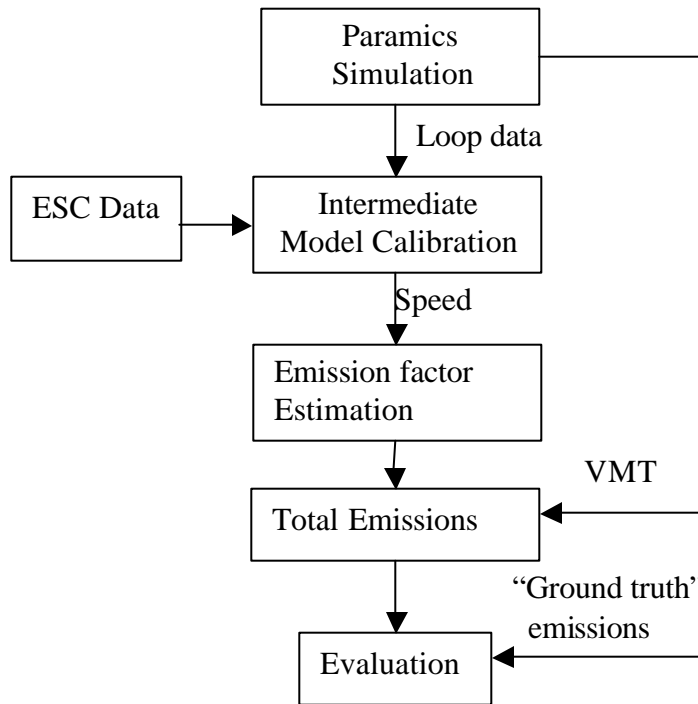 Paramics
Simulation
Loop data
ESC Data
Intermediate
Model Calibration
Speed
Emission factor
Estimation
VMT
Total Emissions
“Ground truth’
emissions
Evaluation